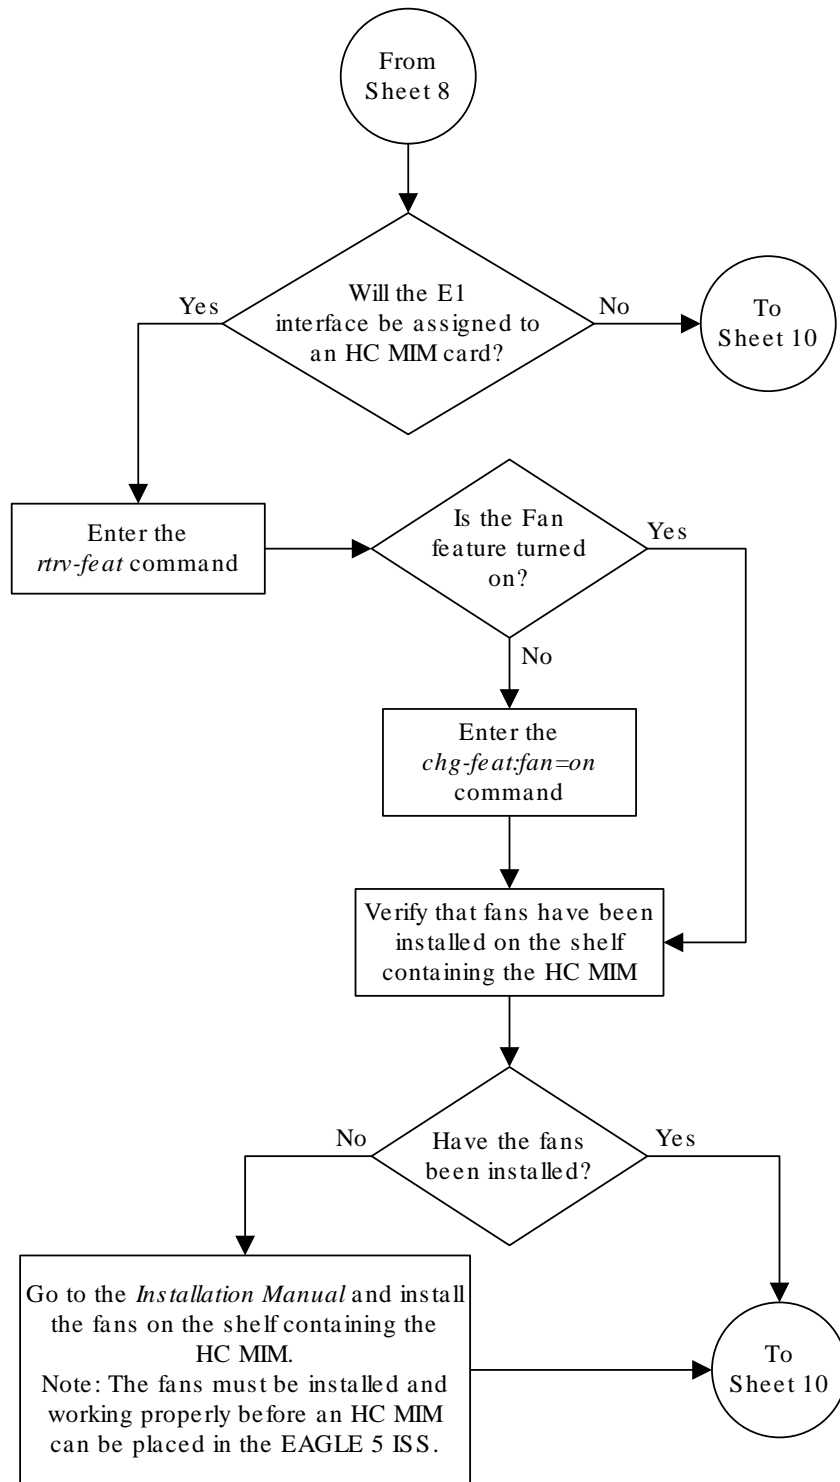 From
Sheet 8
Will the E1
interface be assigned to
an HC MIM card?
Yes
No
To
Sheet 10
Enter the
rtrv-feat command
Is the Fan
feature turned
on?
Yes
No
Enter the
chg-feat:fan=on
command
Verify that fans have been
installed on the shelf
containing the HC MIM
Have the fans
been installed?
No
Yes
Go to the Installation Manual and install
the fans on the shelf containing the
HC MIM.
Note: The fans must be installed and
working properly before an HC MIM
can be placed in the EAGLE 5 ISS.
To
Sheet 10